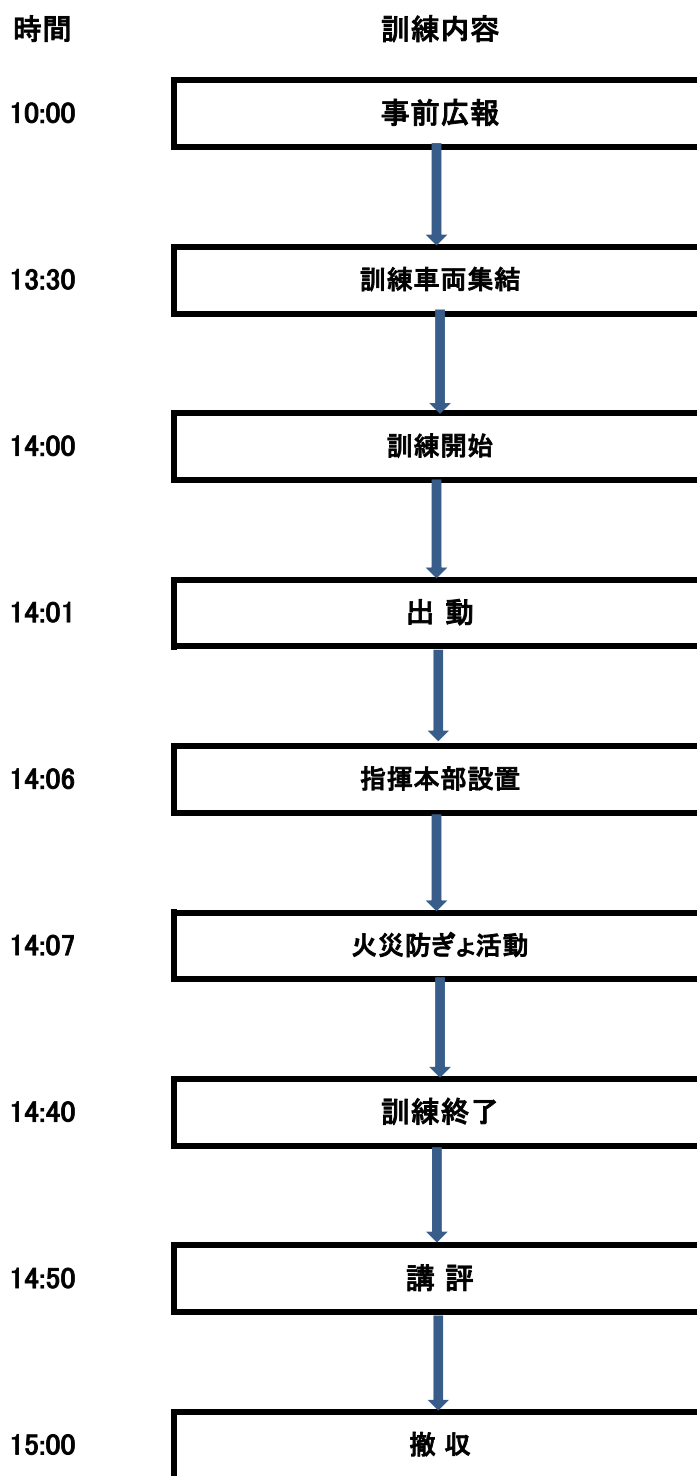 時間 訓練内容
10:00 事前広報
13:30 訓練車両集結
14:00 訓練開始
14:01 出 動
14:06 指揮本部設置
14:07 火災防ぎょ活動
14:40 訓練終了
14:50 講 評
15:00 撤 収